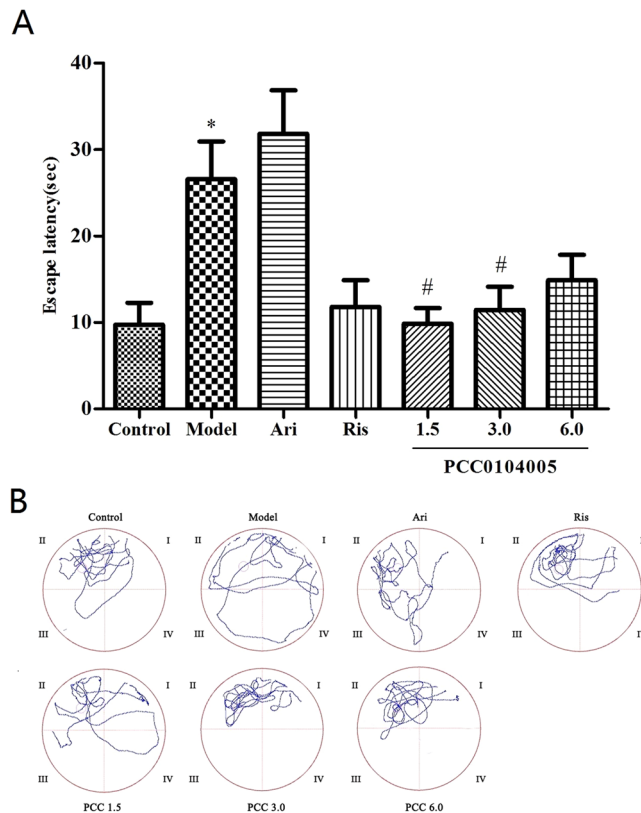 A
Escape latency(sec)
40
30
20
10
0
*
#
#
Control Model Ari Ris 1.5 3.0 6.0
PCC0104005
B
Control Model Ari Ris
II I II I II I II I
III IV III IV III IV III
II I II I II I
III IV III IV III IV
PCC 1.5 PCC 3.0 PCC 6.0